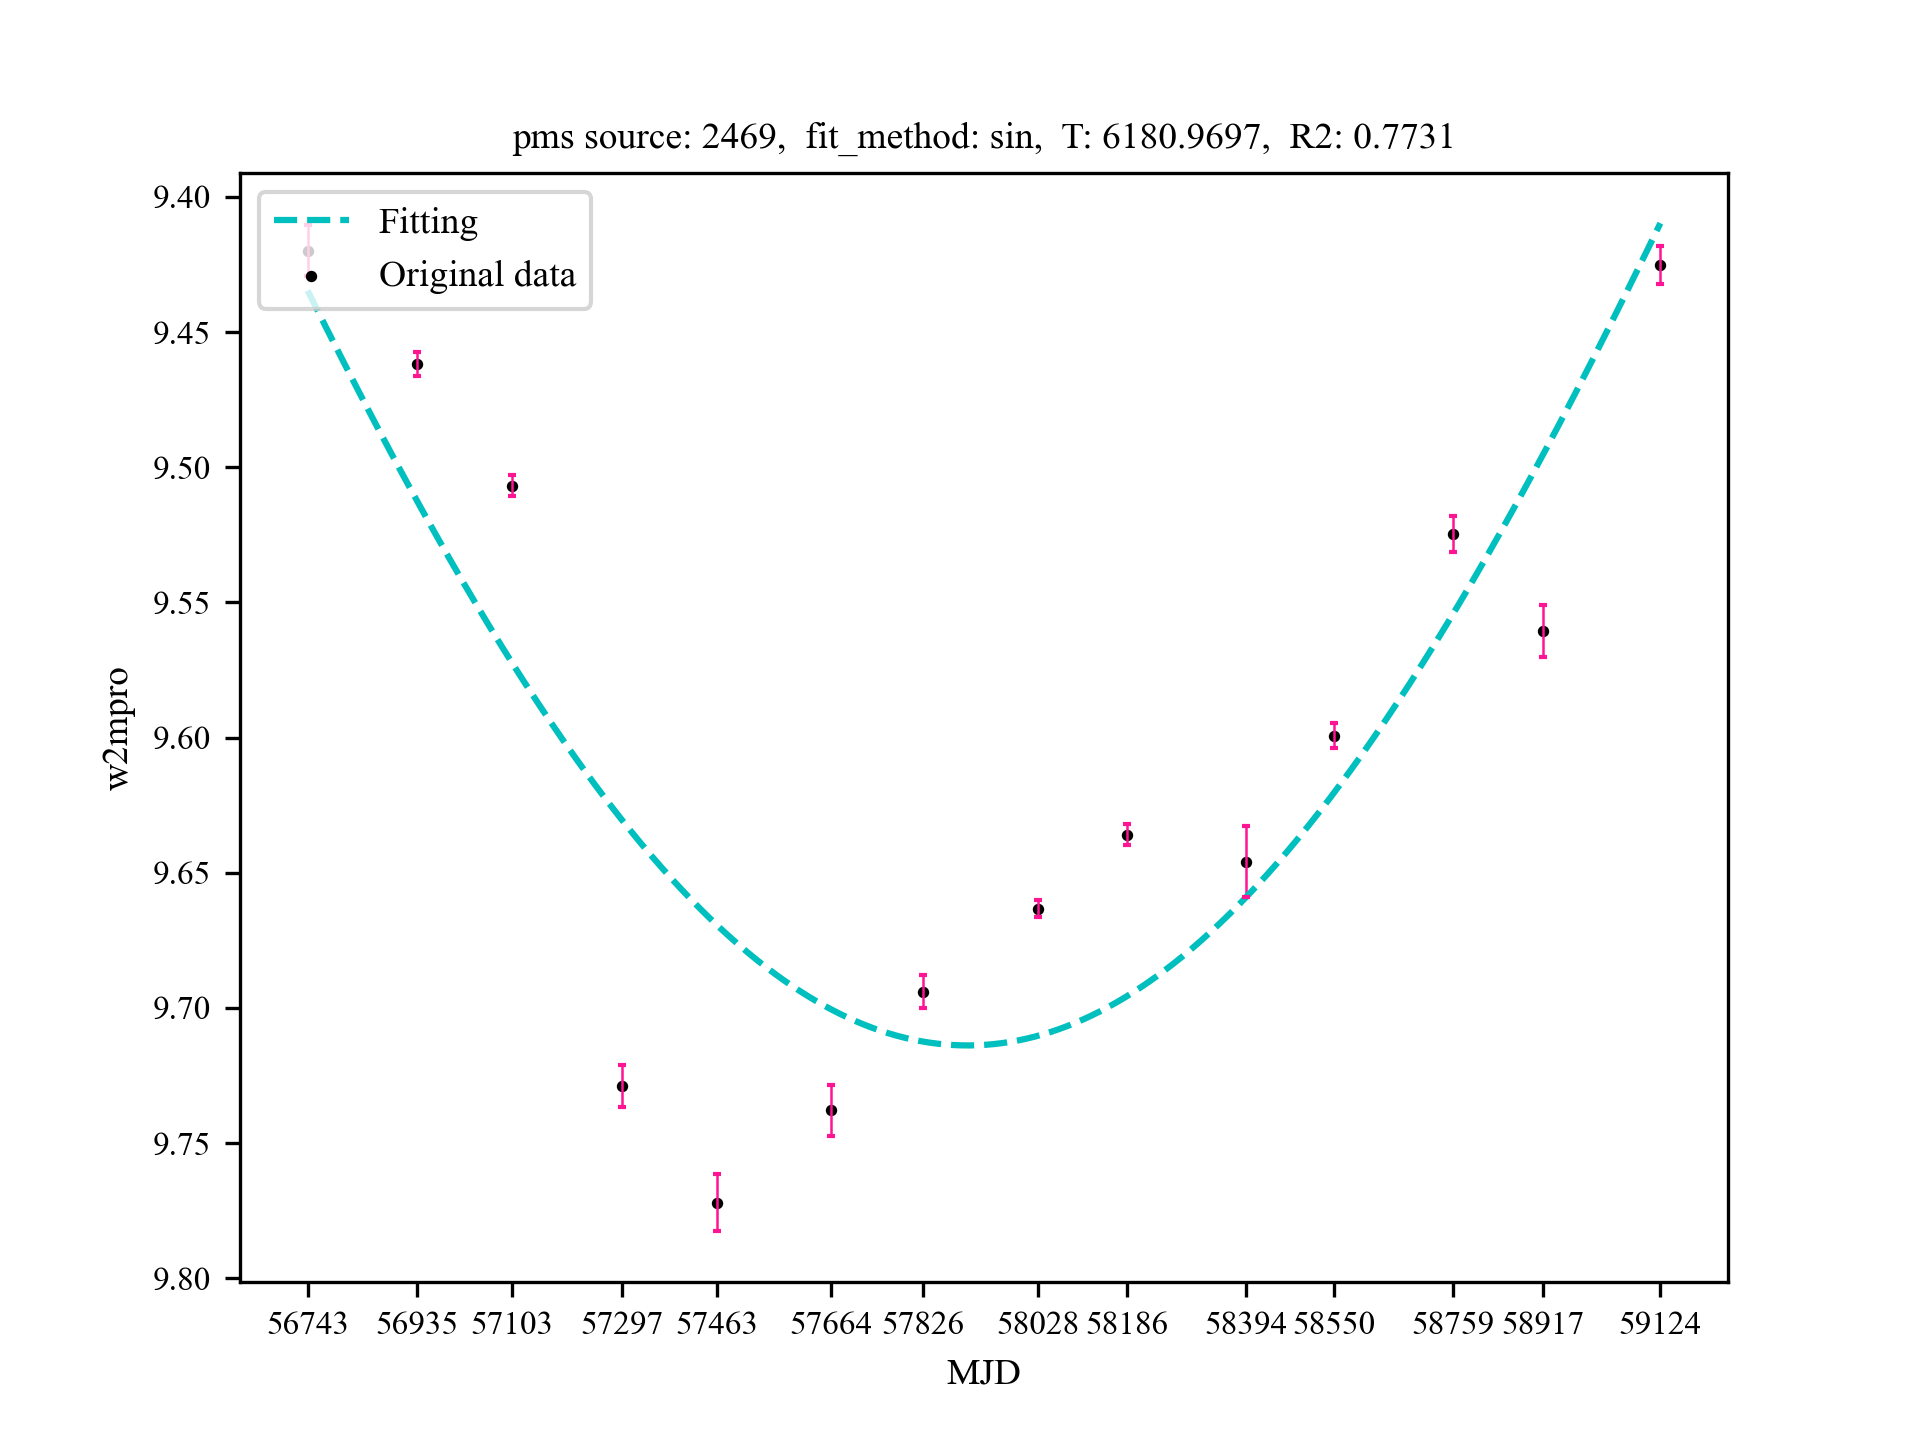 pms source: 2469, fit_method: sin, T: 6180.9697, R2: 0.7731
Fitting
Original data
9.40
9.45
9.50
9.55
9.60
9.65
9.70
9.75
9.80
w2mpro
56743 56935 57103 57297 57463 57664 57826 58028 58186 58394 58550 58759 58917 59124
MJD